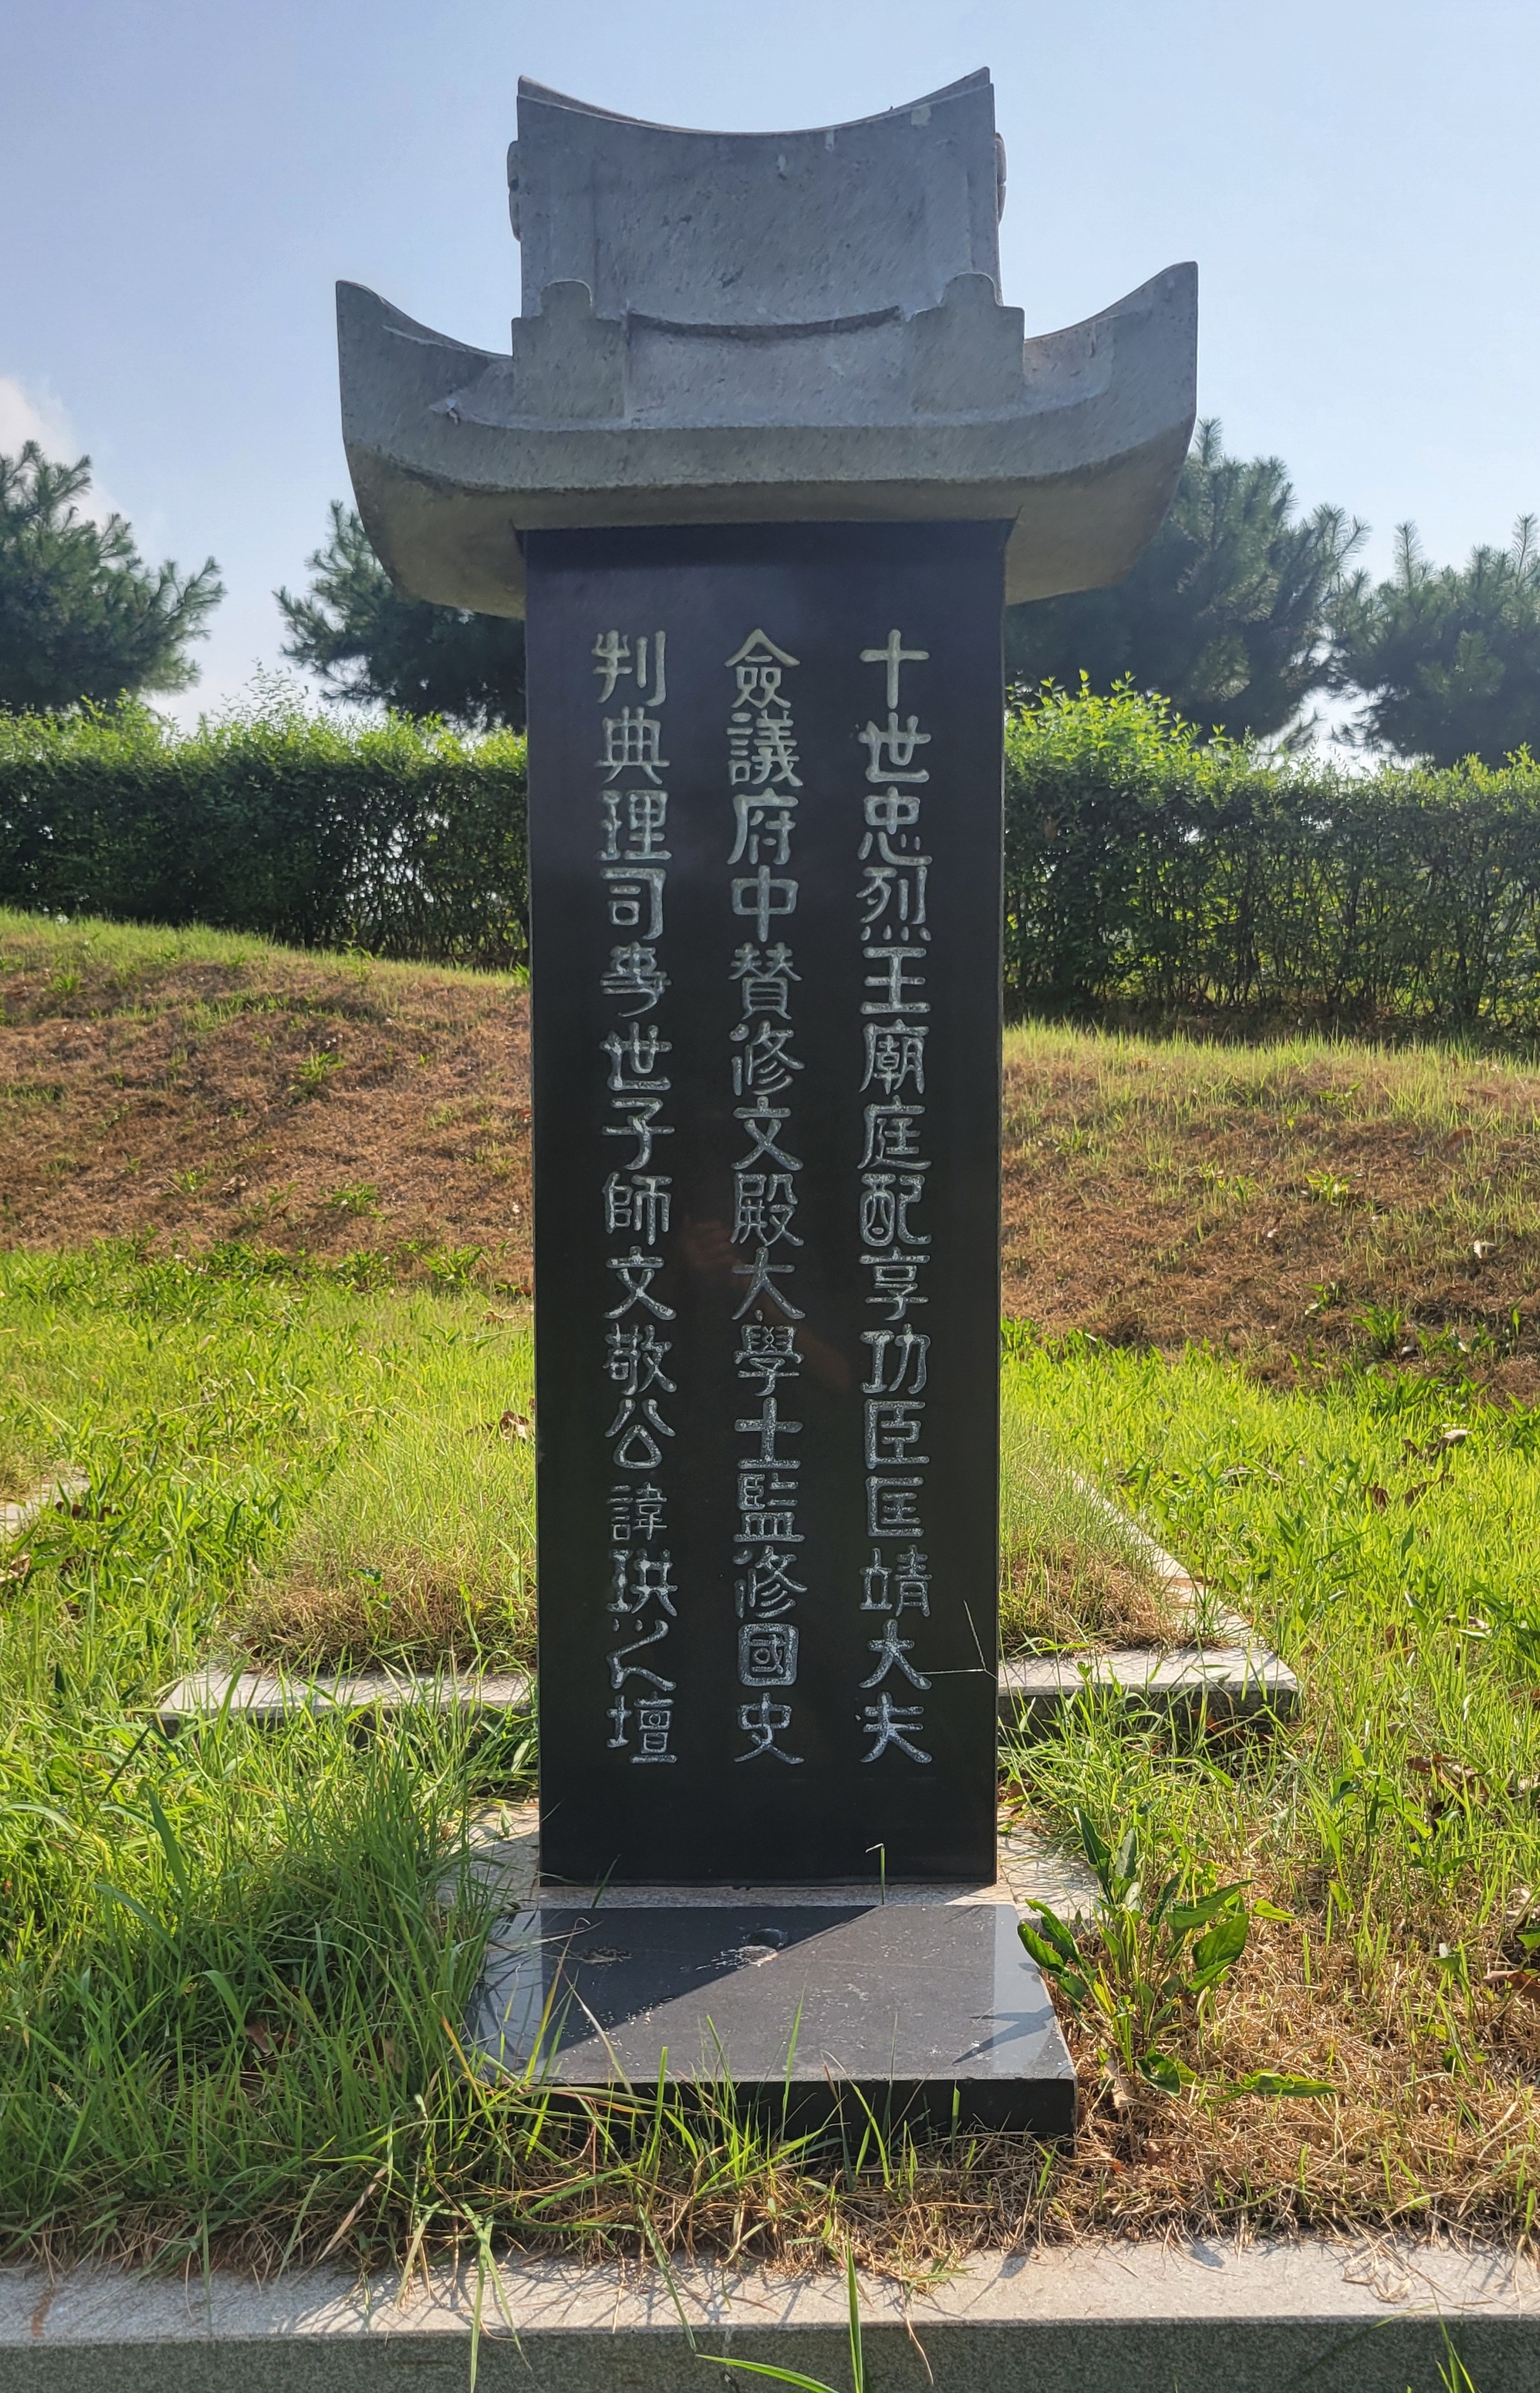 十世忠烈王廟庭配享功臣匡靖大夫
僉議府中賛修文殿大學士監修國史
判典理司事世子師文敬公諱珙之壇